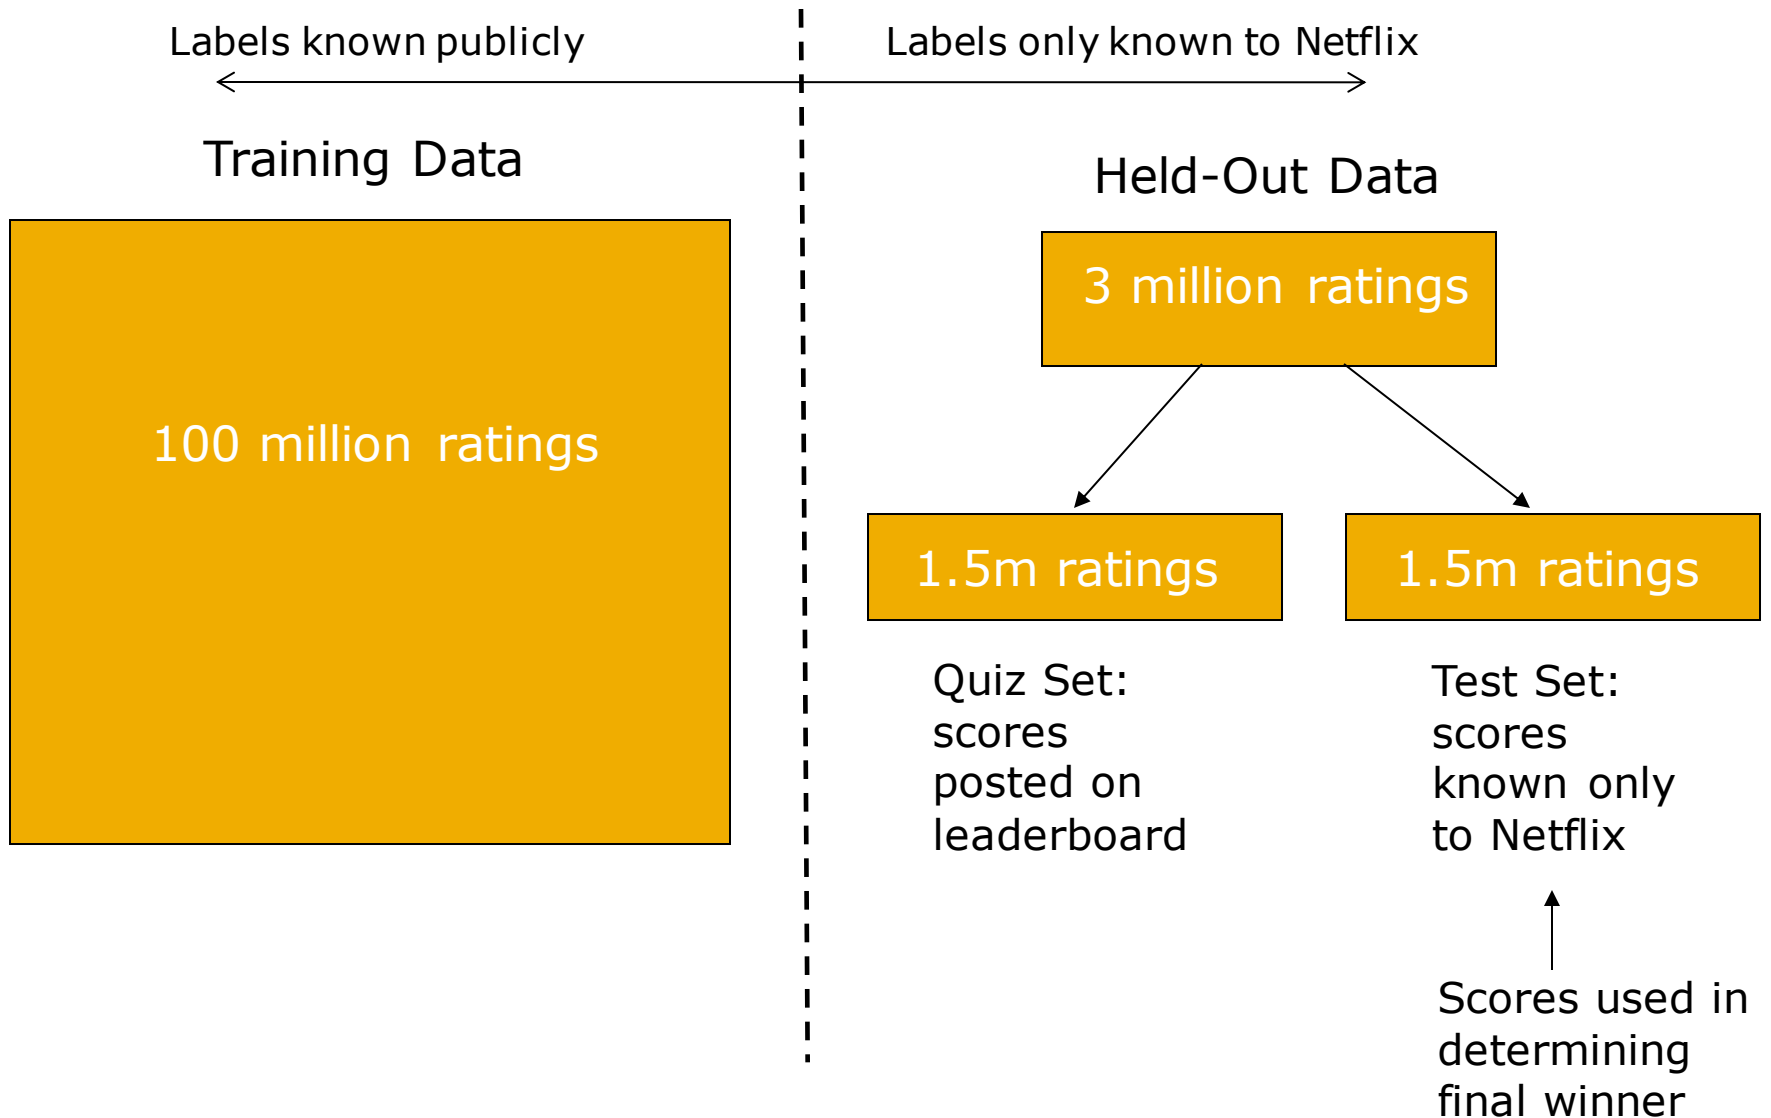 Labels known publicly
Labels only known to Netflix
Training Data
Held-Out Data
3 million ratings
100 million ratings
1.5m ratings
1.5m ratings
Quiz Set:
scores
posted on
leaderboard
Test Set:
scores
known only
to Netflix
Scores used in
determining
final winner